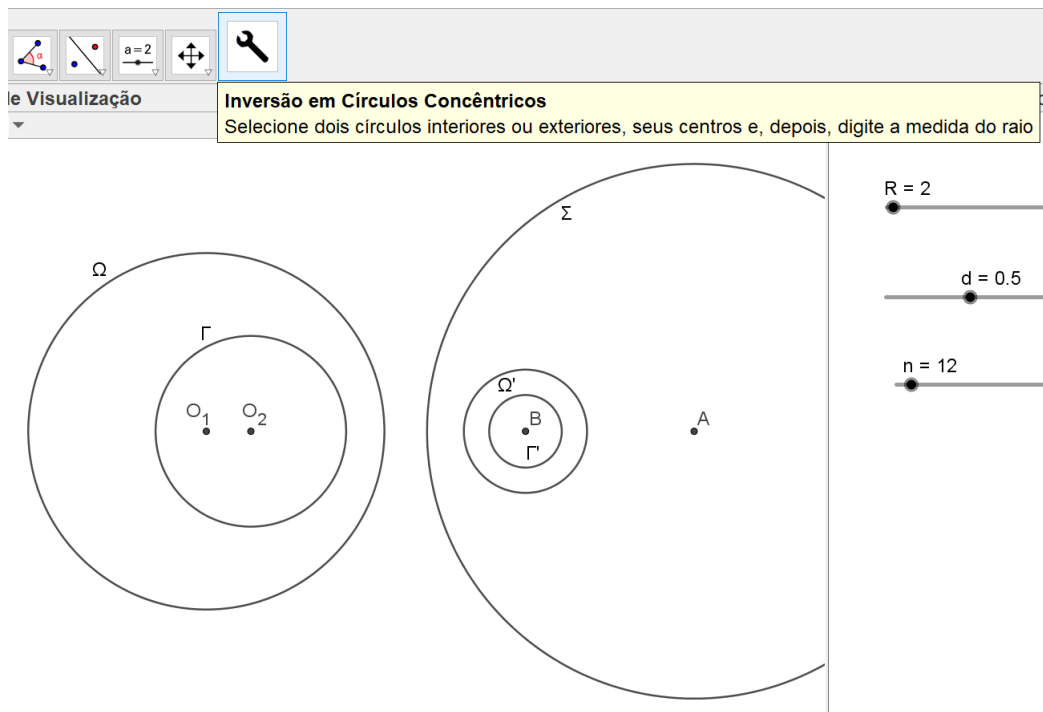 α
a = 2
le Visualização
Inversão em Círculos Concêntricos
Selecione dois círculos interiores ou exteriores, seus centros e, depois, digite a medida do raio
R = 2
Σ
Ω
d = 0.5
Γ
n = 12
Ω'
O1 O2
B
A
Γ'